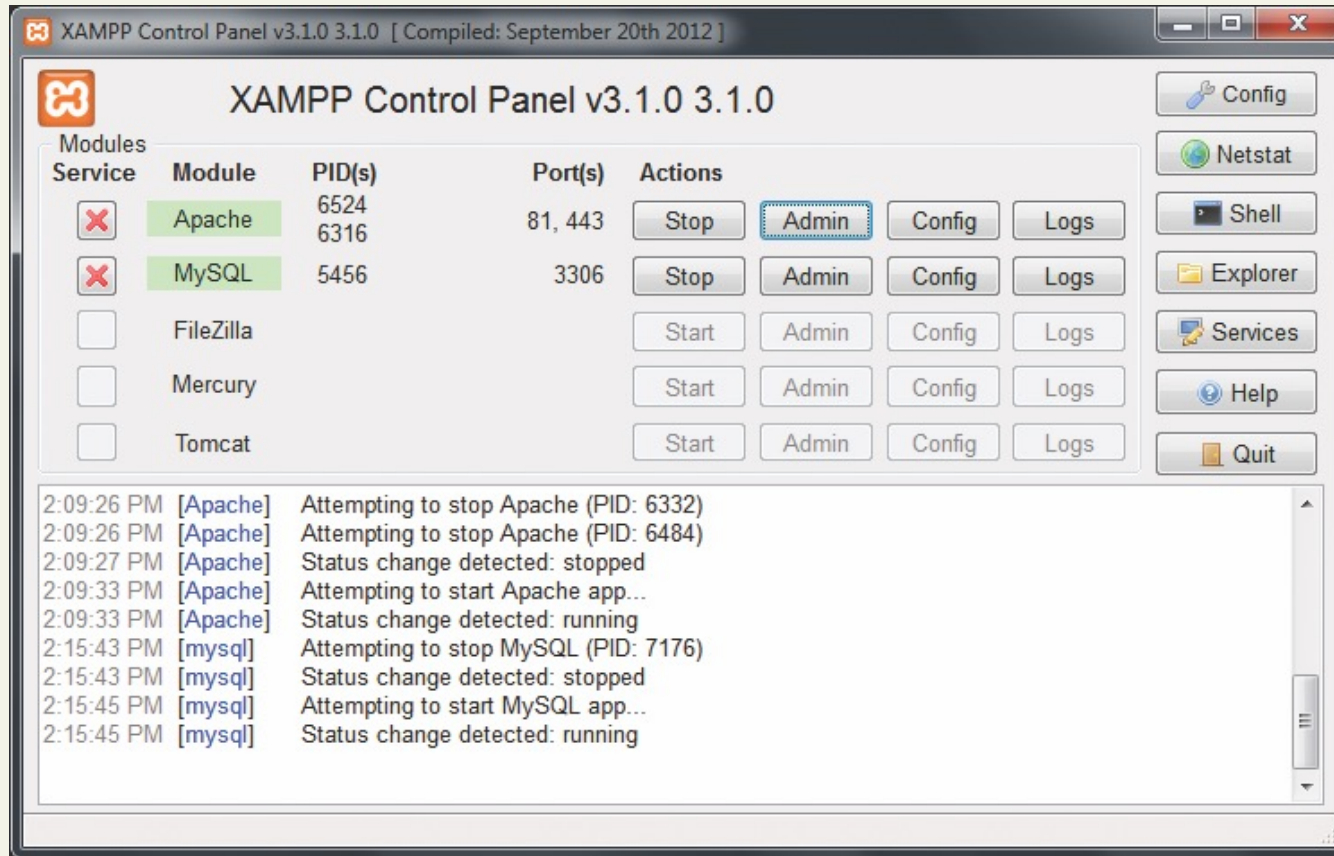 XAMPP Control Panel v3.1.0 3.1.0 [ Compiled: September 20th 2012 ]
XAMPP Control Panel v3.1.0 3.1.0
Config
Netstat
Shell
Explorer
Services
Help
Quit
Modules
Service Module PID(s) Port(s) Actions
Apache 6524 6316 81, 443 Stop Admin Config Logs
MySQL 5456 3306 Stop Admin Config Logs
FileZilla Start Admin Config Logs
Mercury Start Admin Config Logs
Tomcat Start Admin Config Logs
2:09:26 PM [Apache] Attempting to stop Apache (PID: 6332)
2:09:26 PM [Apache] Attempting to stop Apache (PID: 6484)
2:09:27 PM [Apache] Status change detected: stopped
2:09:33 PM [Apache] Attempting to start Apache app...
2:09:33 PM [Apache] Status change detected: running
2:15:43 PM [mysql] Attempting to stop MySQL (PID: 7176)
2:15:43 PM [mysql] Status change detected: stopped
2:15:45 PM [mysql] Attempting to start MySQL app...
2:15:45 PM [mysql] Status change detected: running